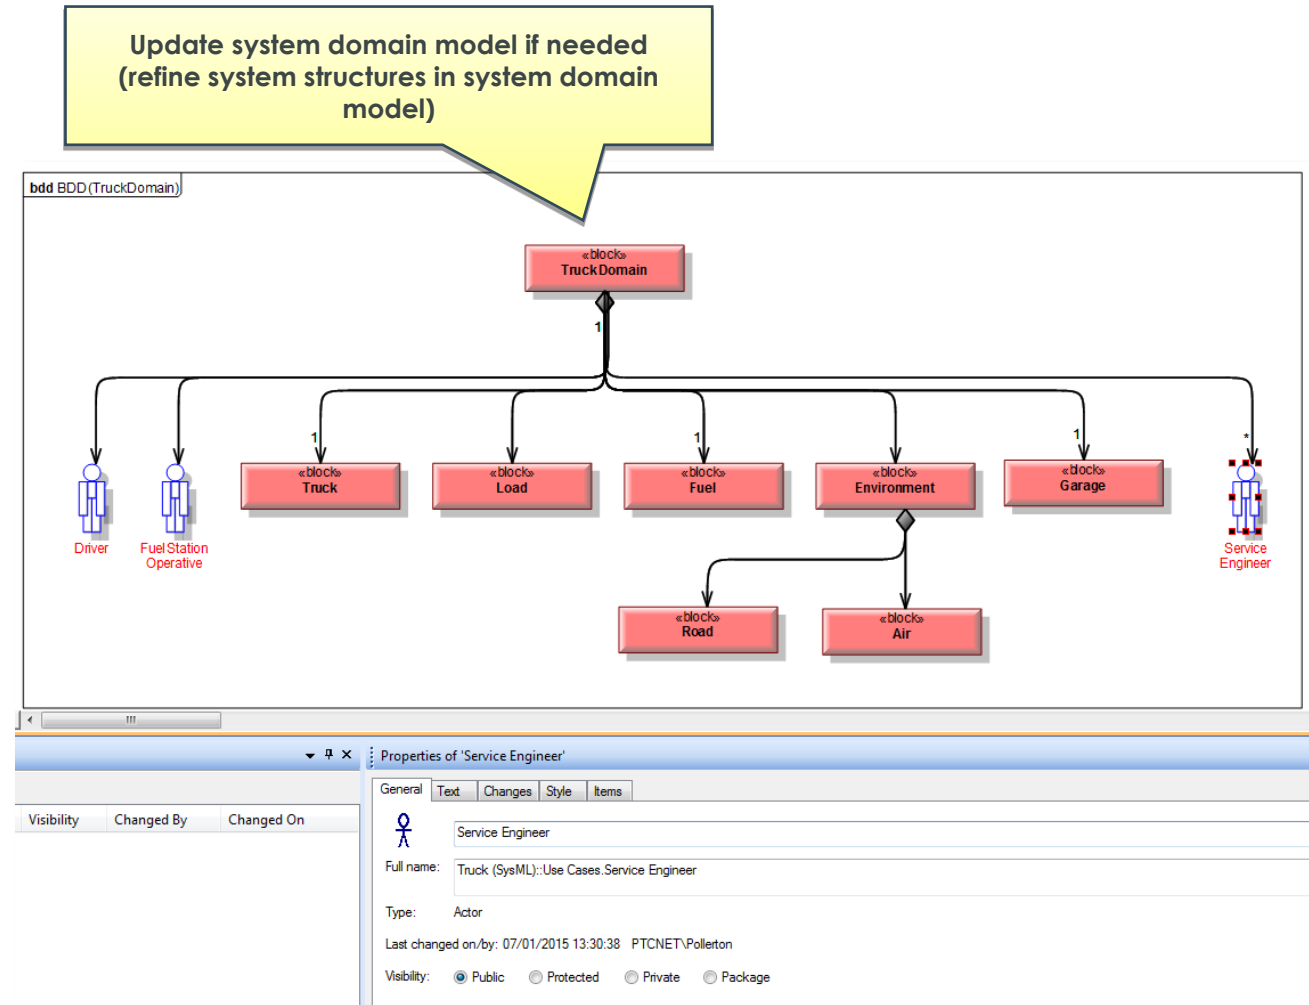 Update system domain model if needed
(refine system structures in system domain
model)
bdd BDD(TruckDomain)
«block»
TruckDomain
1
1
1
1
*
«block»
Truck
«block»
Load
«block»
Fuel
«block»
Environment
«block»
Garage
Driver
Fuel Station
Operative
Service
Engineer
«block»
Road
«block»
Air
Properties of 'Service Engineer'
General Text Changes Style Items
Visibility Changed By Changed On
Service Engineer
Full name: Truck (SysML)::Use Cases.Service Engineer
Type: Actor
Last changed on/by: 07/01/2015 13:30:38 PTCNET\Pollerton
Visibility: Public Protected Private Package